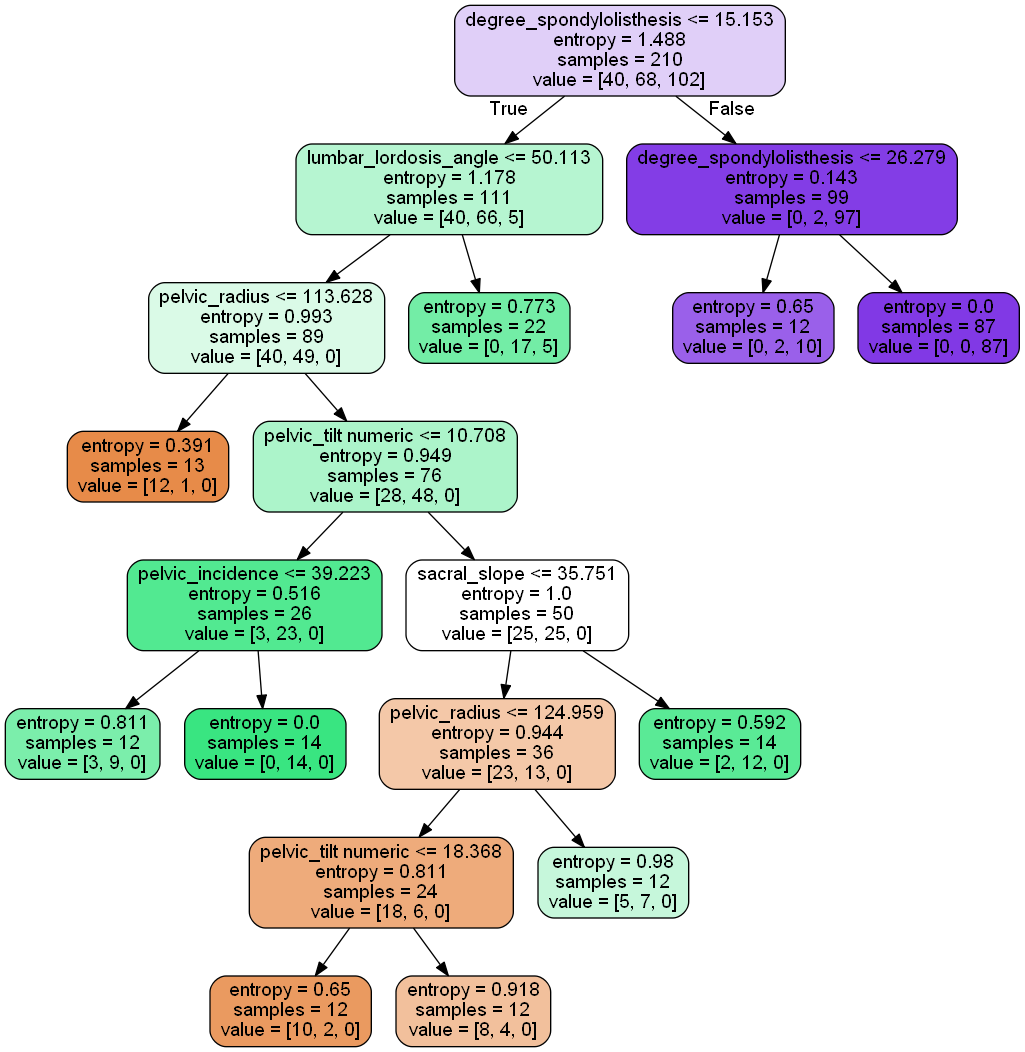 degree_spondylolisthesis <= 15.153
entropy = 1.488
samples = 210
value = [40, 68, 102]
True
False
lumbar_lordosis_angle <= 50.113
entropy = 1.178
samples = 111
value = [40, 66, 5]
degree_spondylolisthesis <= 26.279
entropy = 0.143
samples = 99
value = [0, 2, 97]
pelvic_radius <= 113.628
entropy = 0.993
samples = 89
value = [40, 49, 0]
entropy = 0.773
samples = 22
value = [0, 17, 5]
entropy = 0.65
samples = 12
value = [0, 2, 10]
entropy = 0.0
samples = 87
value = [0, 0, 87]
entropy = 0.391
samples = 13
value = [12, 1, 0]
pelvic_tilt numeric <= 10.708
entropy = 0.949
samples = 76
value = [28, 48, 0]
pelvic_incidence <= 39.223
entropy = 0.516
samples = 26
value = [3, 23, 0]
sacral_slope <= 35.751
entropy = 1.0
samples = 50
value = [25, 25, 0]
entropy = 0.811
samples = 12
value = [3, 9, 0]
entropy = 0.0
samples = 14
value = [0, 14, 0]
pelvic_radius <= 124.959
entropy = 0.944
samples = 36
value = [23, 13, 0]
entropy = 0.592
samples = 14
value = [2, 12, 0]
pelvic_tilt numeric <= 18.368
entropy = 0.811
samples = 24
value = [18, 6, 0]
entropy = 0.98
samples = 12
value = [5, 7, 0]
entropy = 0.65
samples = 12
value = [10, 2, 0]
entropy = 0.918
samples = 12
value = [8, 4, 0]